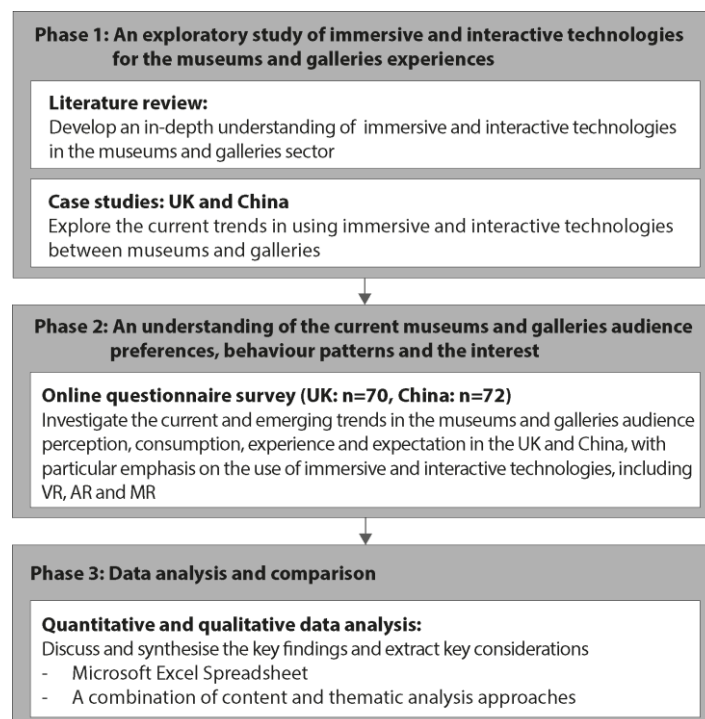 Phase 1: An exploratory study of immersive and interactive technologies
for the museums and galleries experiences
Literature review:
Develop an in-depth understanding of immersive and interactive technologies
in the museums and galleries sector
Case studies: UK and China
Explore the current trends in using immersive and interactive technologies
between museums and galleries
Phase 2: An understanding of the current museums and galleries audience
preferences, behaviour patterns and the interest
Online questionnaire survey (UK: n=70, China: n=72)
Investigate the current and emerging trends in the museums and galleries audience
perception, consumption, experience and expectation in the UK and China, with
particular emphasis on the use of immersive and interactive technologies, including
VR, AR and MR
Phase 3: Data analysis and comparison
Quantitative and qualitative data analysis:
Discuss and synthesise the key findings and extract key considerations
- Microsoft Excel Spreadsheet
- A combination of content and thematic analysis approaches